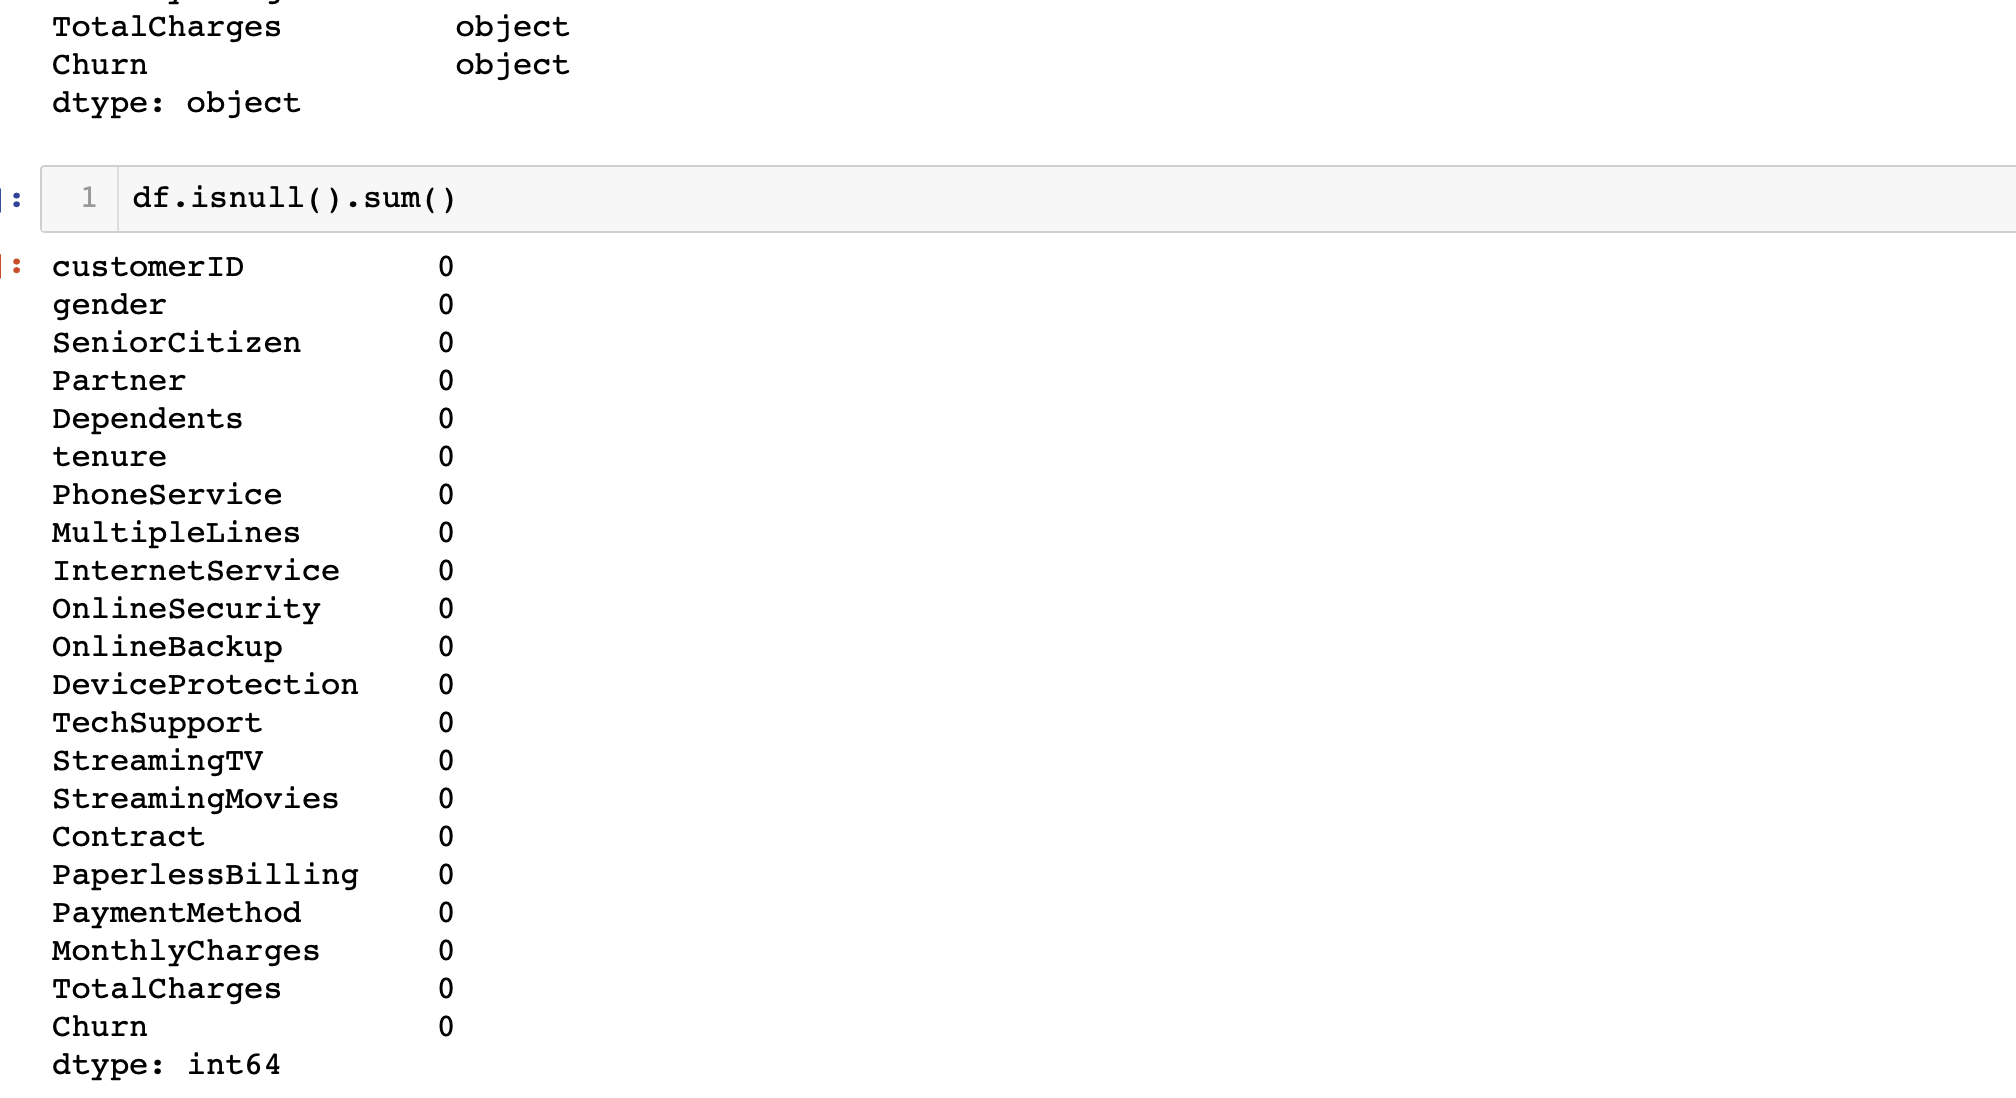 TotalCharges object
Churn object
dtype: object
]: 1 df.isnull().sum()
]: customerID 0
gender 0
SeniorCitizen 0
Partner 0
Dependents 0
tenure 0
PhoneService 0
MultipleLines 0
InternetService 0
OnlineSecurity 0
OnlineBackup 0
DeviceProtection 0
TechSupport 0
StreamingTV 0
StreamingMovies 0
Contract 0
PaperlessBilling 0
PaymentMethod 0
MonthlyCharges 0
TotalCharges 0
Churn 0
dtype: int64